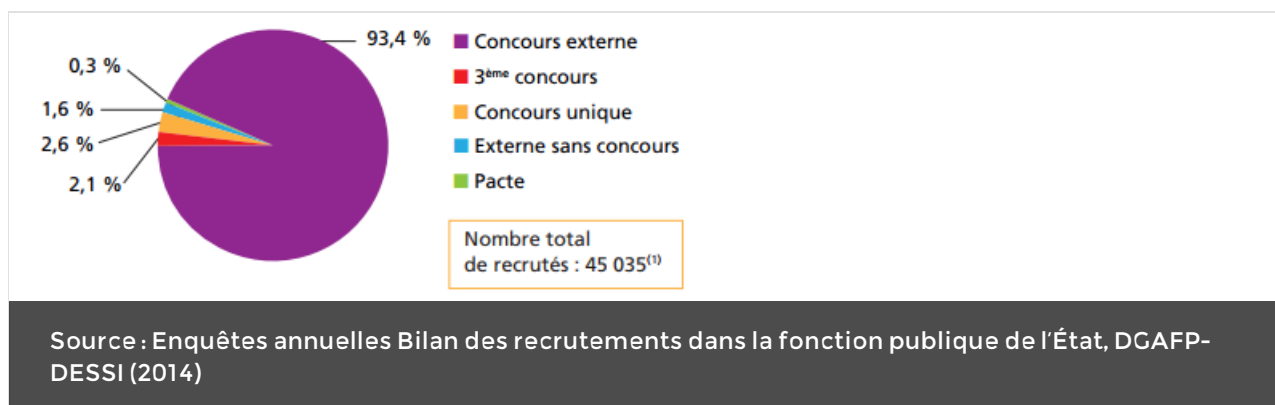 93,4 %
0,3 %
1,6 %
2,6 %
2,1 %
Concours externe
3ème concours
Concours unique
Externe sans concours
Pacte
Nombre total
de recrutés : 45 035(1)
Source : Enquêtes annuelles Bilan des recrutements dans la fonction publique de l’État, DGAFP-
DESSI (2014)